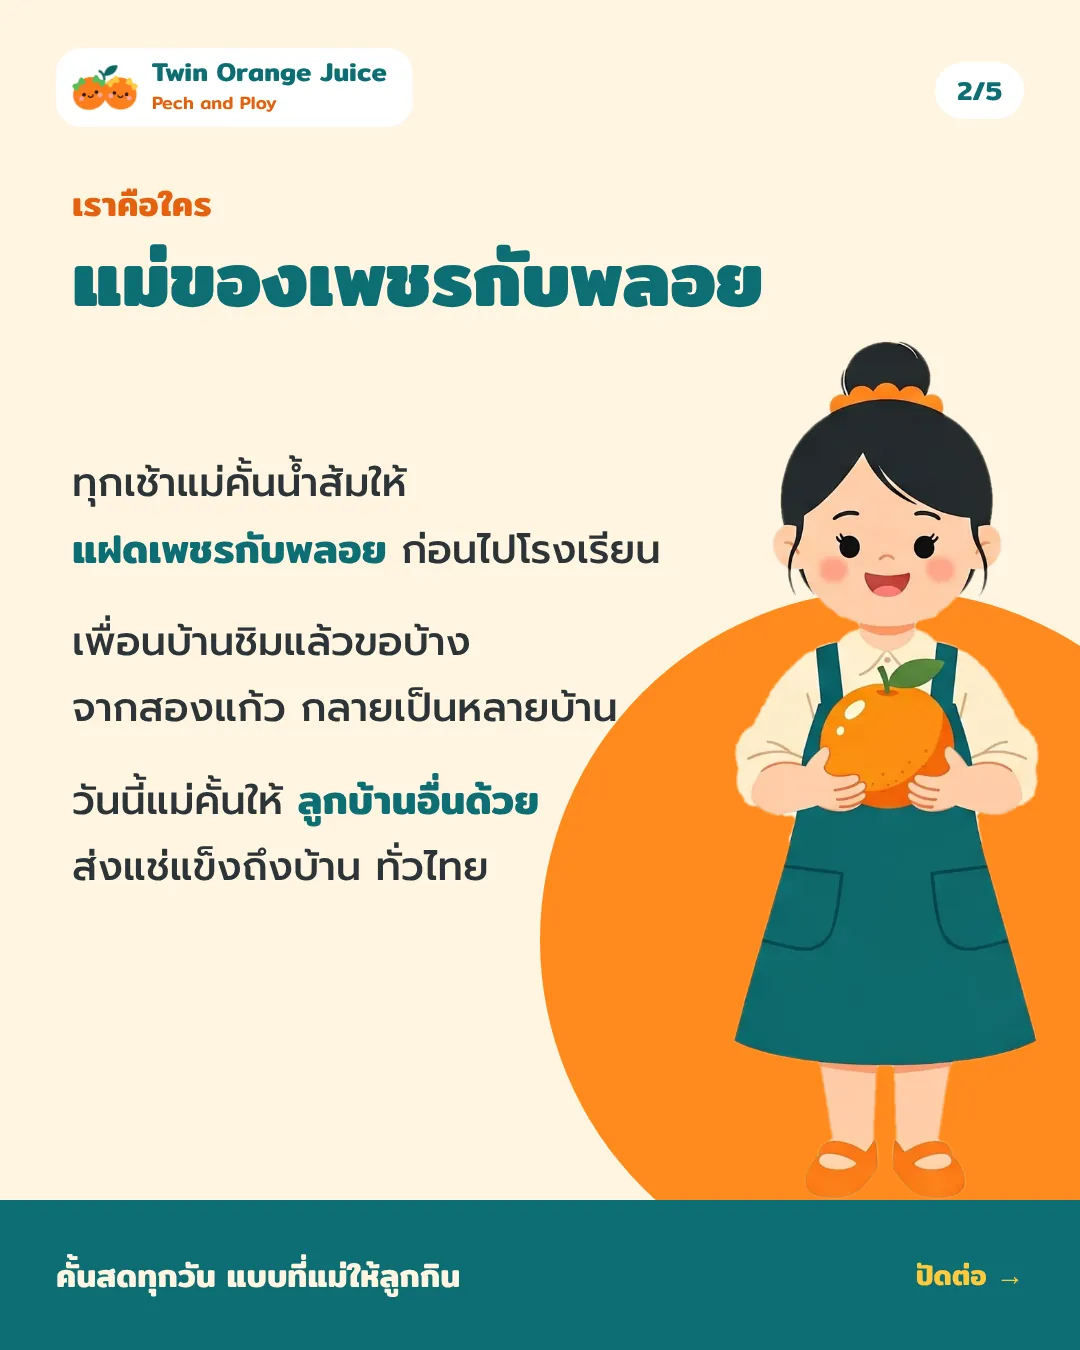 Twin Orange Juice
Pech and Ploy
2/5
เราคือใคร
แม่ของเพชรกับพลอย
ทุกเช้าแม่คั้นน้ำส้มให้
แฝดเพชรกับพลอย ก่อนไปโรงเรียน
เพื่อนบ้านชิมแล้วขอบ้าง
จากสองแก้ว กลายเป็นหลายบ้าน
วันนี้แม่คั้นให้ ลูกบ้านอื่นด้วย
ส่งแช่แข็งถึงบ้าน ทั่วไทย
คั้นสดทุกวัน แบบที่แม่ให้ลูกกิน
ปัดต่อ →